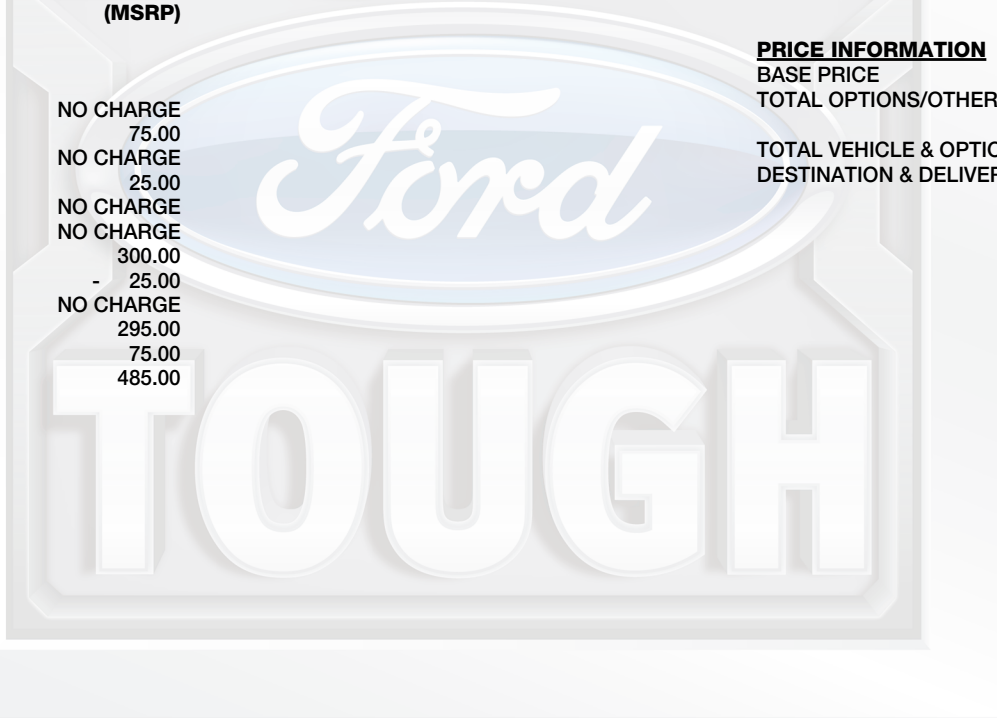 (MSRP)
NO CHARGE
75.00
NO CHARGE
25.00
NO CHARGE
NO CHARGE
300.00
- 25.00
NO CHARGE
295.00
75.00
485.00
PRICE INFORMATION
BASE PRICE
TOTAL OPTIONS/OTHER
TOTAL VEHICLE & OPTIO
DESTINATION & DELIVER
Ford
TOUGH